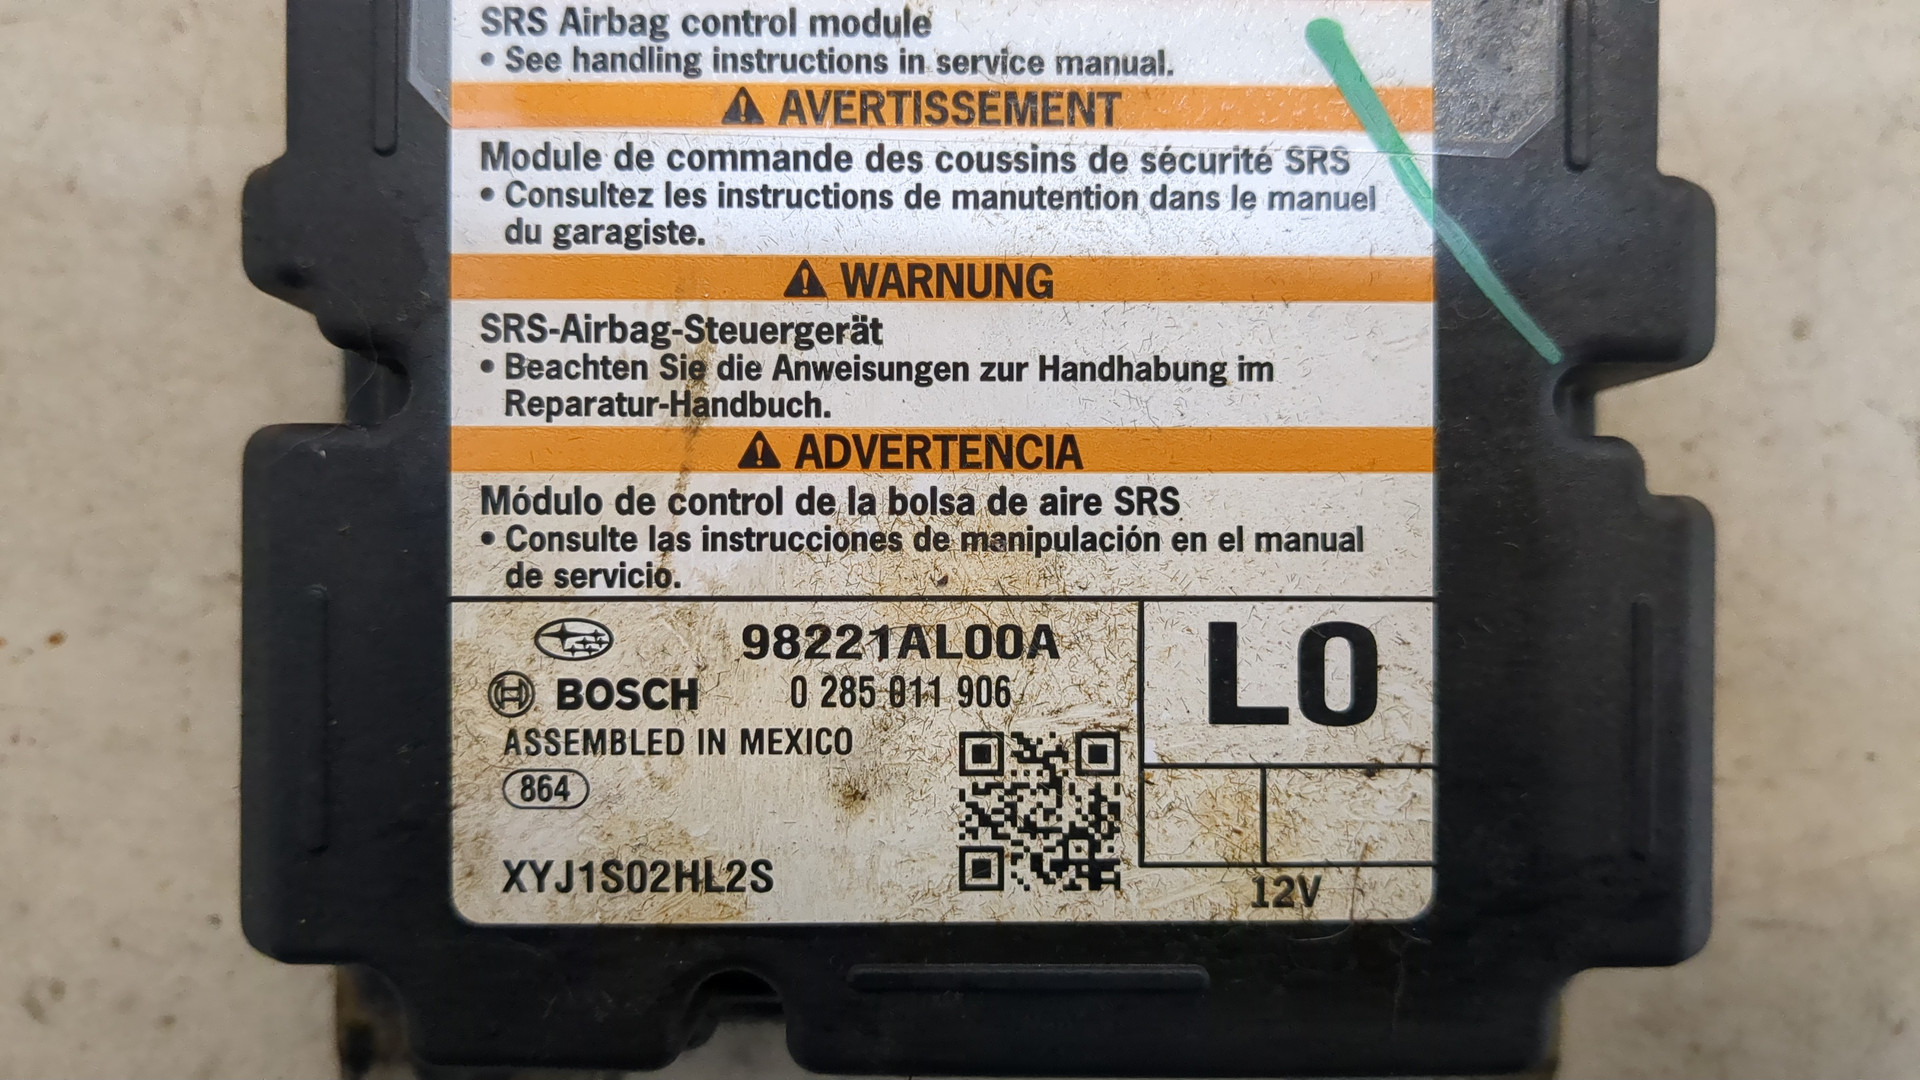 SRS Airbag control module
• See handling instructions in service manual.
AVERTISSEMENT
Module de commande des coussins de sécurité SRS
• Consultez les instructions de manutention dans le manuel
du garagiste.
WARNUNG
SRS-Airbag-Steuergerät
• Beachten Sie die Anweisungen zur Handhabung im
Reparatur-Handbuch.
ADVERTENCIA
Módulo de control de la bolsa de aire SRS
• Consulte las instrucciones de manipulación en el manual
de servicio.
98221AL00A
L0
BOSCH 0 285 011 906
ASSEMBLED IN MEXICO
864
XYJ1S02HL2S
12V